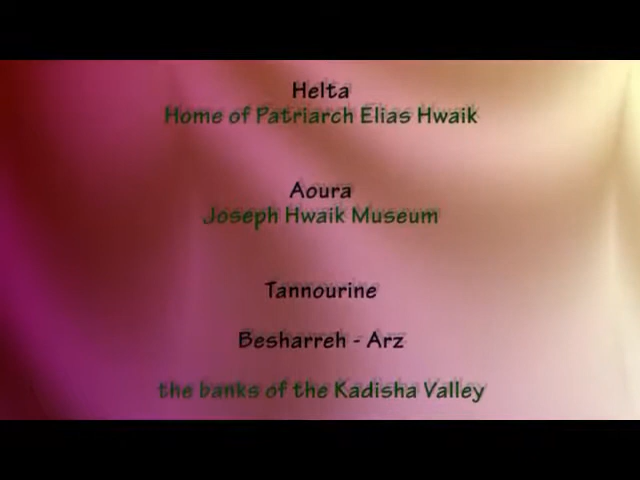 Helta
Home of Patriarch Elias Hwaik
Aoura
Joseph Hwaik Museum
Tannourine
Besharreh - Arz
the banks of the Kadisha Valley